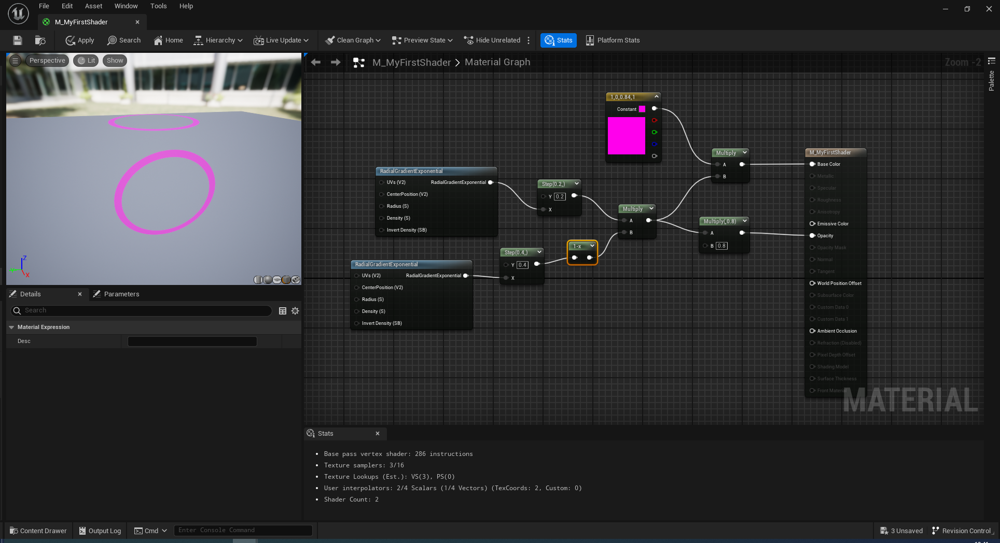 File Edit Asset Window Tools Help
M_MyFirstShader
Apply Search Home Hierarchy Live Update Clean Graph Preview State Hide Unrelated Stats Platform Stats
Perspective Lit Show
M_MyFirstShader > Material Graph
Zoom -2
Palette
1,0,0.84,1
Constant
Multiply
A
B
M_MyFirstShader
Base Color
Metallic
Specular
Roughness
Anisotropy
Emissive Color
Opacity
Opacity Mask
Normal
Tangent
World Position Offset
Subsurface Color
Custom Data 0
Custom Data 1
Ambient Occlusion
Refraction (Disabled)
Pixel Depth Offset
Shading Model
Surface Thickness
Front Material
RadialGradientExponential
UVs (V2) RadialGradientExponential
CenterPosition (V2)
Radius (S)
Density (S)
Invert Density (SB)
Step(0.2,)
Y 0.2
X
Multiply
A
B
Multiply(,0.8)
A
B 0.8
1-x
Step(0.4,)
Y 0.4
X
RadialGradientExponential
UVs (V2) RadialGradientExponential
CenterPosition (V2)
Radius (S)
Density (S)
Invert Density (SB)
MATERIAL
Z
X
Details Parameters
Search
Material Expression
Desc
Stats
Base pass vertex shader: 286 instructions
Texture samplers: 3/16
Texture Lookups (Est.): VS(3), PS(0)
User interpolators: 2/4 Scalars (1/4 Vectors) (TexCoords: 2, Custom: 0)
Shader Count: 2
Content Drawer Output Log Cmd Enter Console Command 3 Unsaved Revision Control